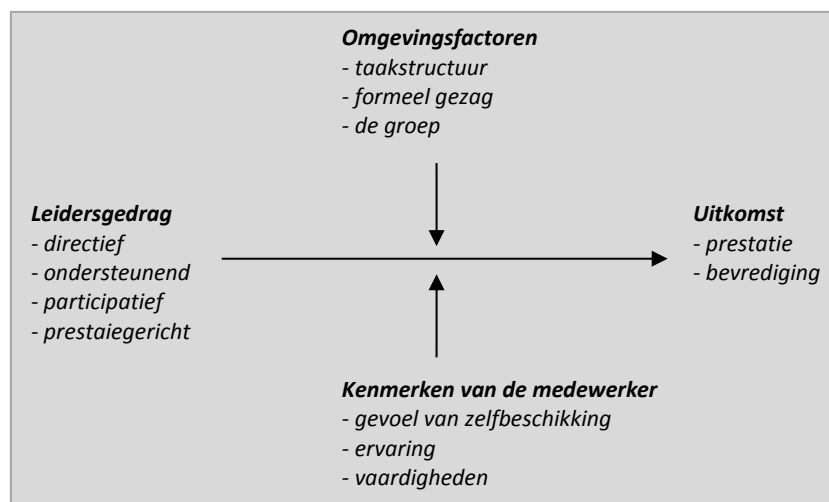 Omgevingsfactoren
- taakstructuur
- formeel gezag
- de groep
Leidersgedrag
- directief
- ondersteunend
- participatief
- prestaiegericht
Uitkomst
- prestatie
- bevrediging
Kenmerken van de medewerker
- gevoel van zelfbeschikking
- ervaring
- vaardigheden